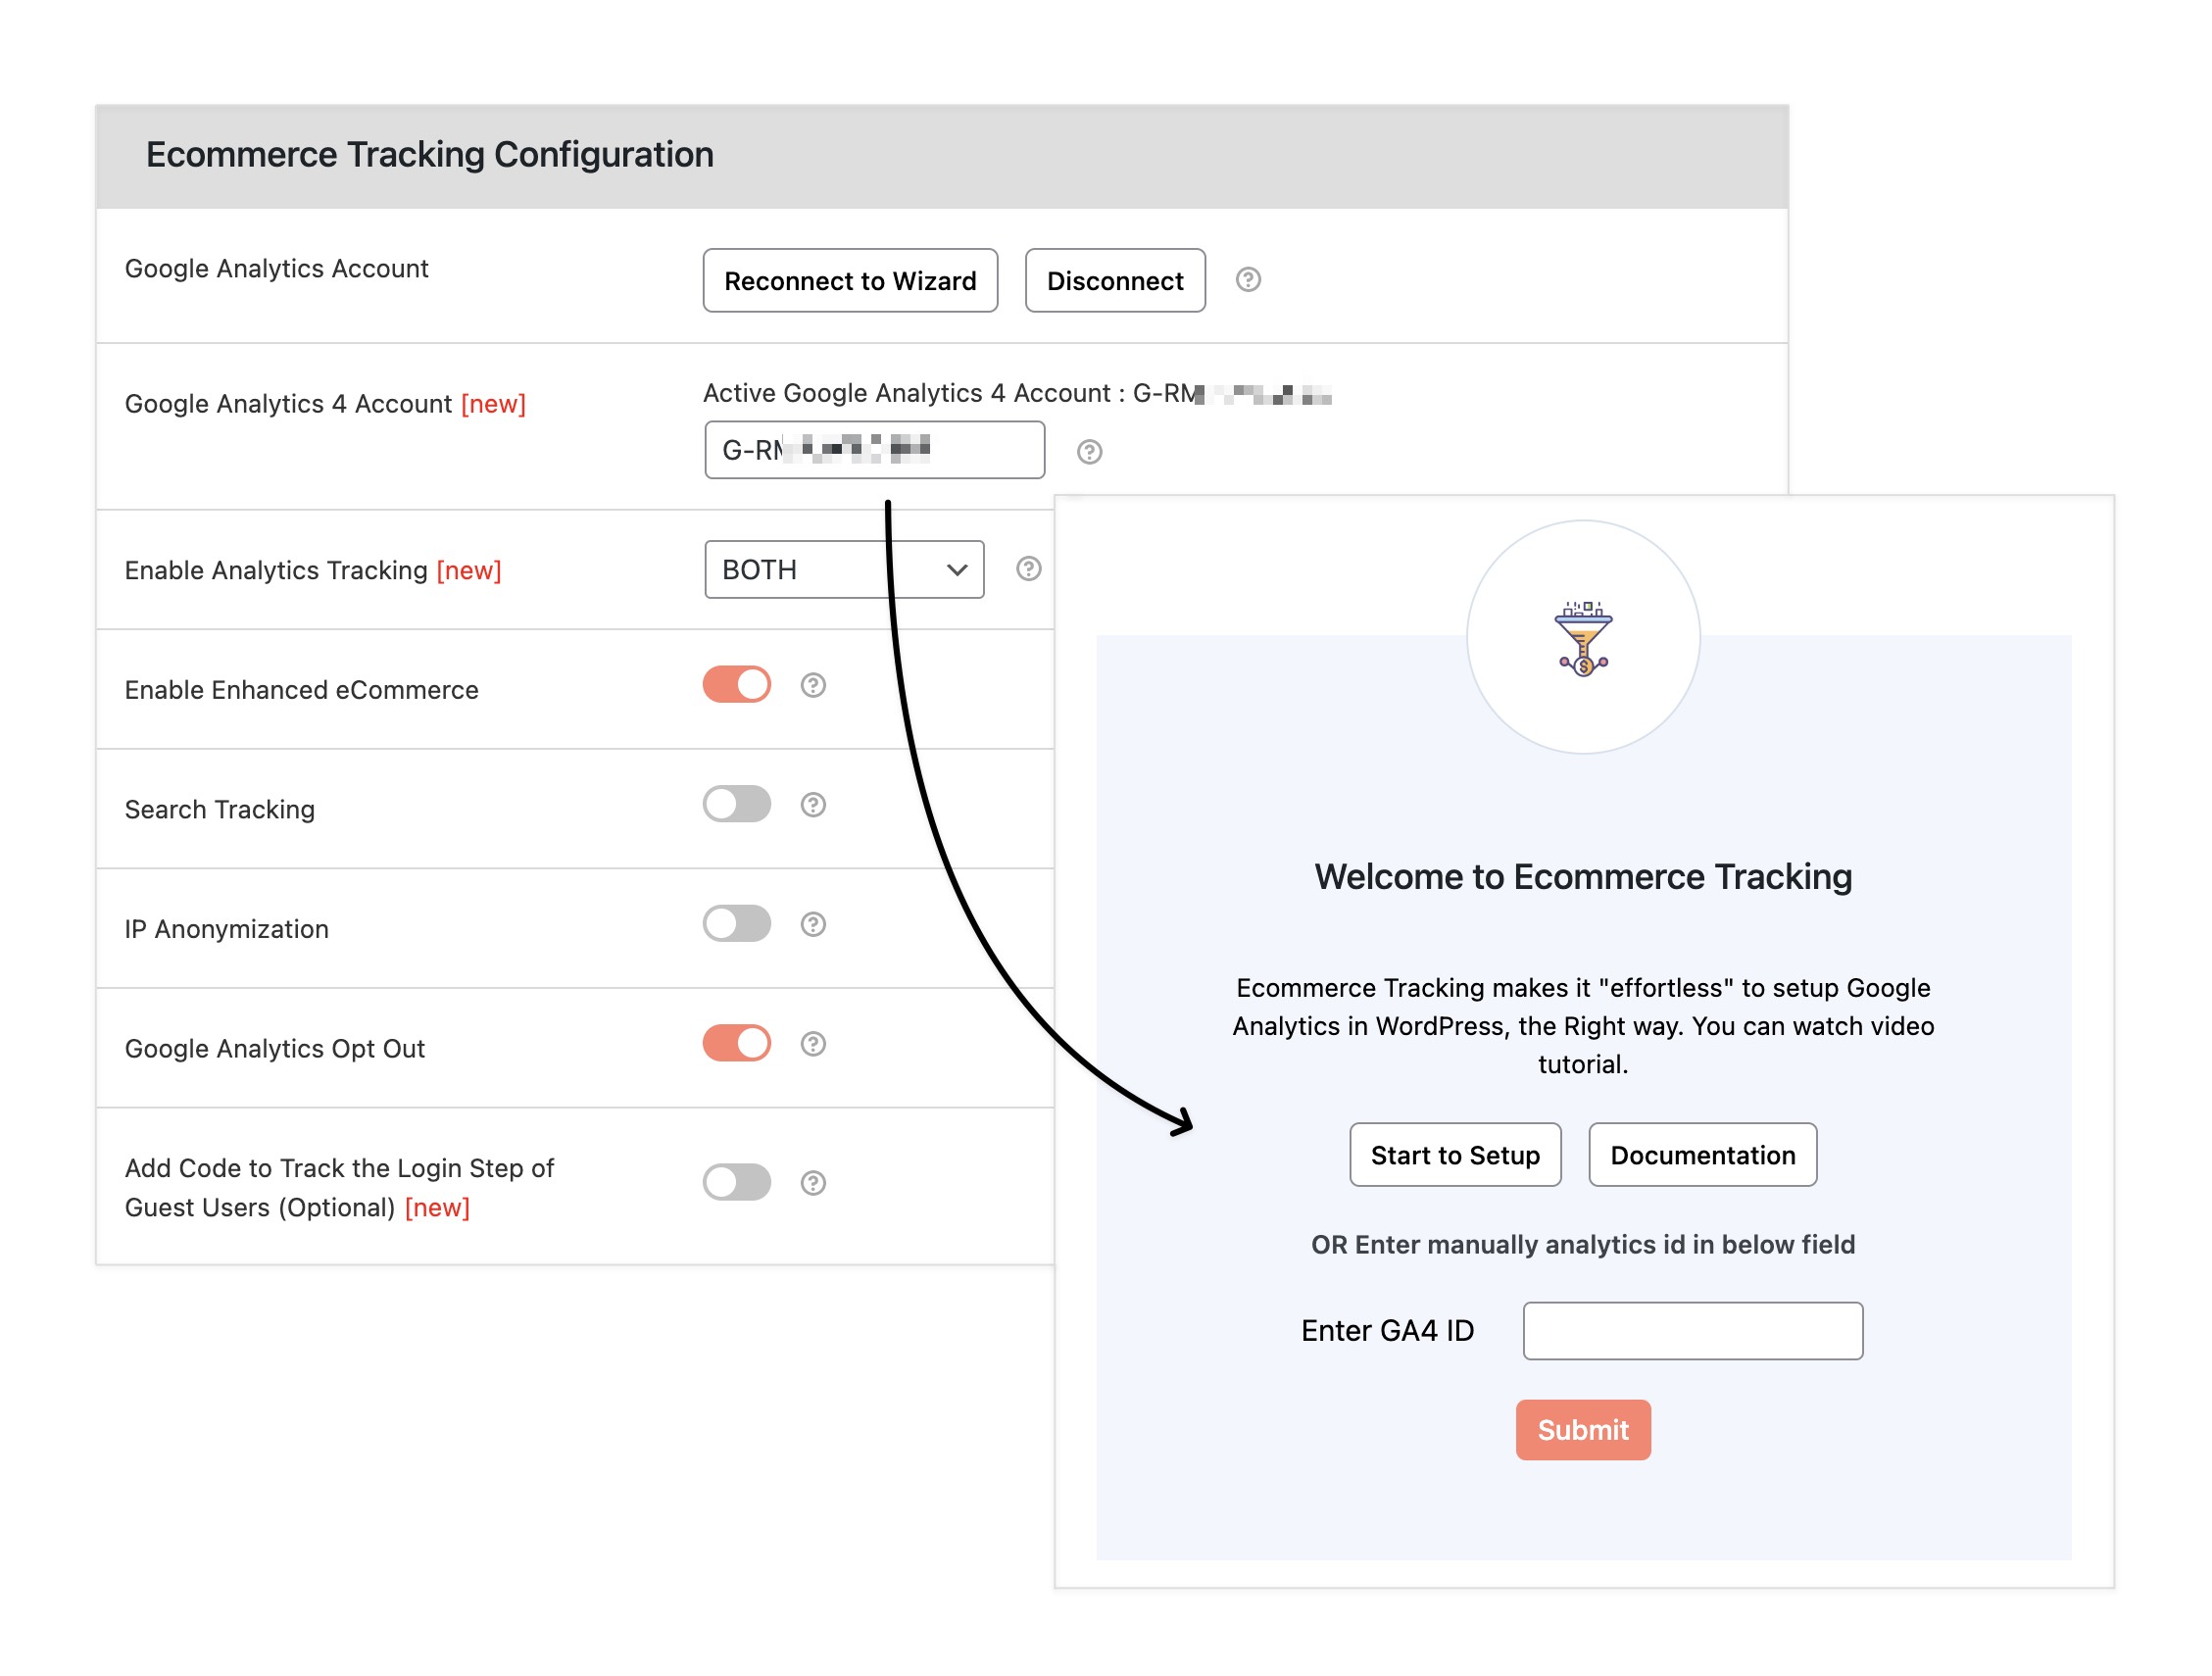 Ecommerce Tracking Configuration
Google Analytics Account
Reconnect to Wizard
Disconnect
Google Analytics 4 Account [new]
Active Google Analytics 4 Account : G-RM
G-RM
Enable Analytics Tracking [new]
BOTH
Enable Enhanced eCommerce
Search Tracking
IP Anonymization
Google Analytics Opt Out
Add Code to Track the Login Step of
Guest Users (Optional) [new]
Welcome to Ecommerce Tracking
Ecommerce Tracking makes it "effortless" to setup Google
Analytics in WordPress, the Right way. You can watch video
tutorial.
Start to Setup
Documentation
OR Enter manually analytics id in below field
Enter GA4 ID
Submit